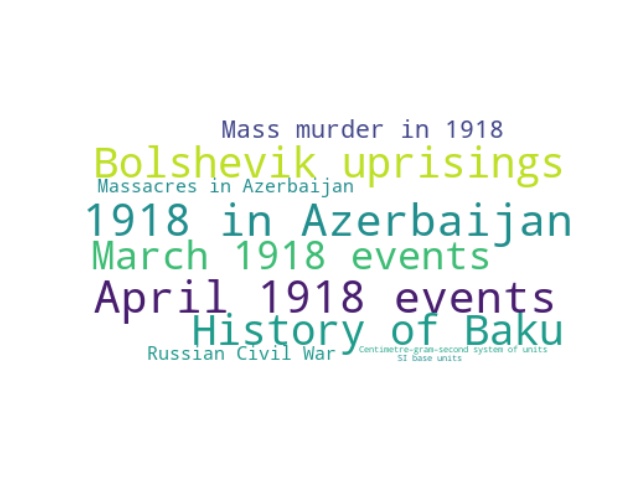 Mass murder in 1918
Bolshevik uprisings
Massacres in Azerbaijan
1918 in Azerbaijan
March 1918 events
April 1918 events
History of Baku
Russian Civil War
Centimetre-gram-second system of units
SI base units